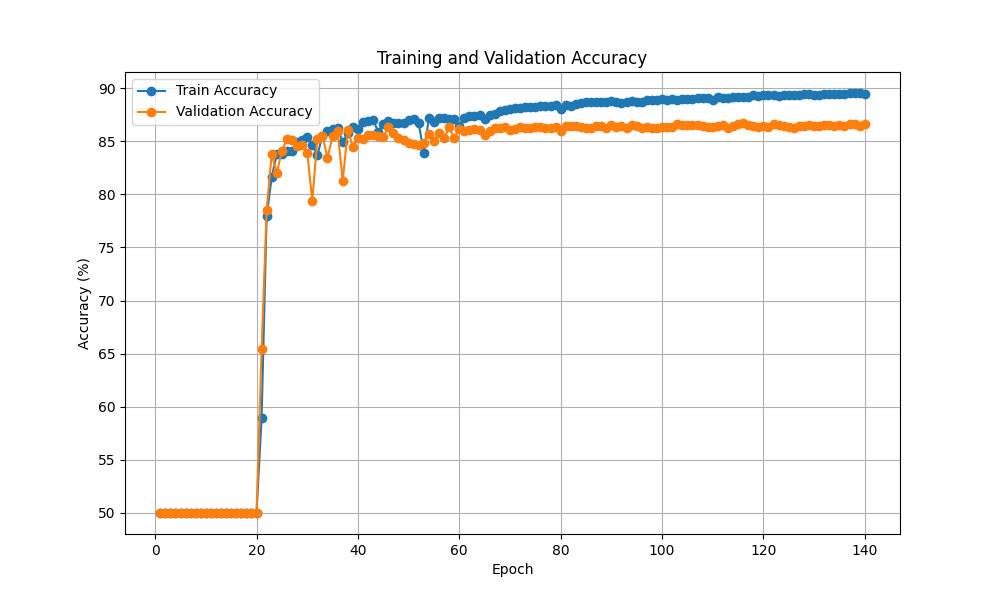 Training and Validation Accuracy
Train Accuracy
Validation Accuracy
90
85
80
75
70
65
60
55
50
Accuracy (%)
0 20 40 60 80 100 120 140
Epoch